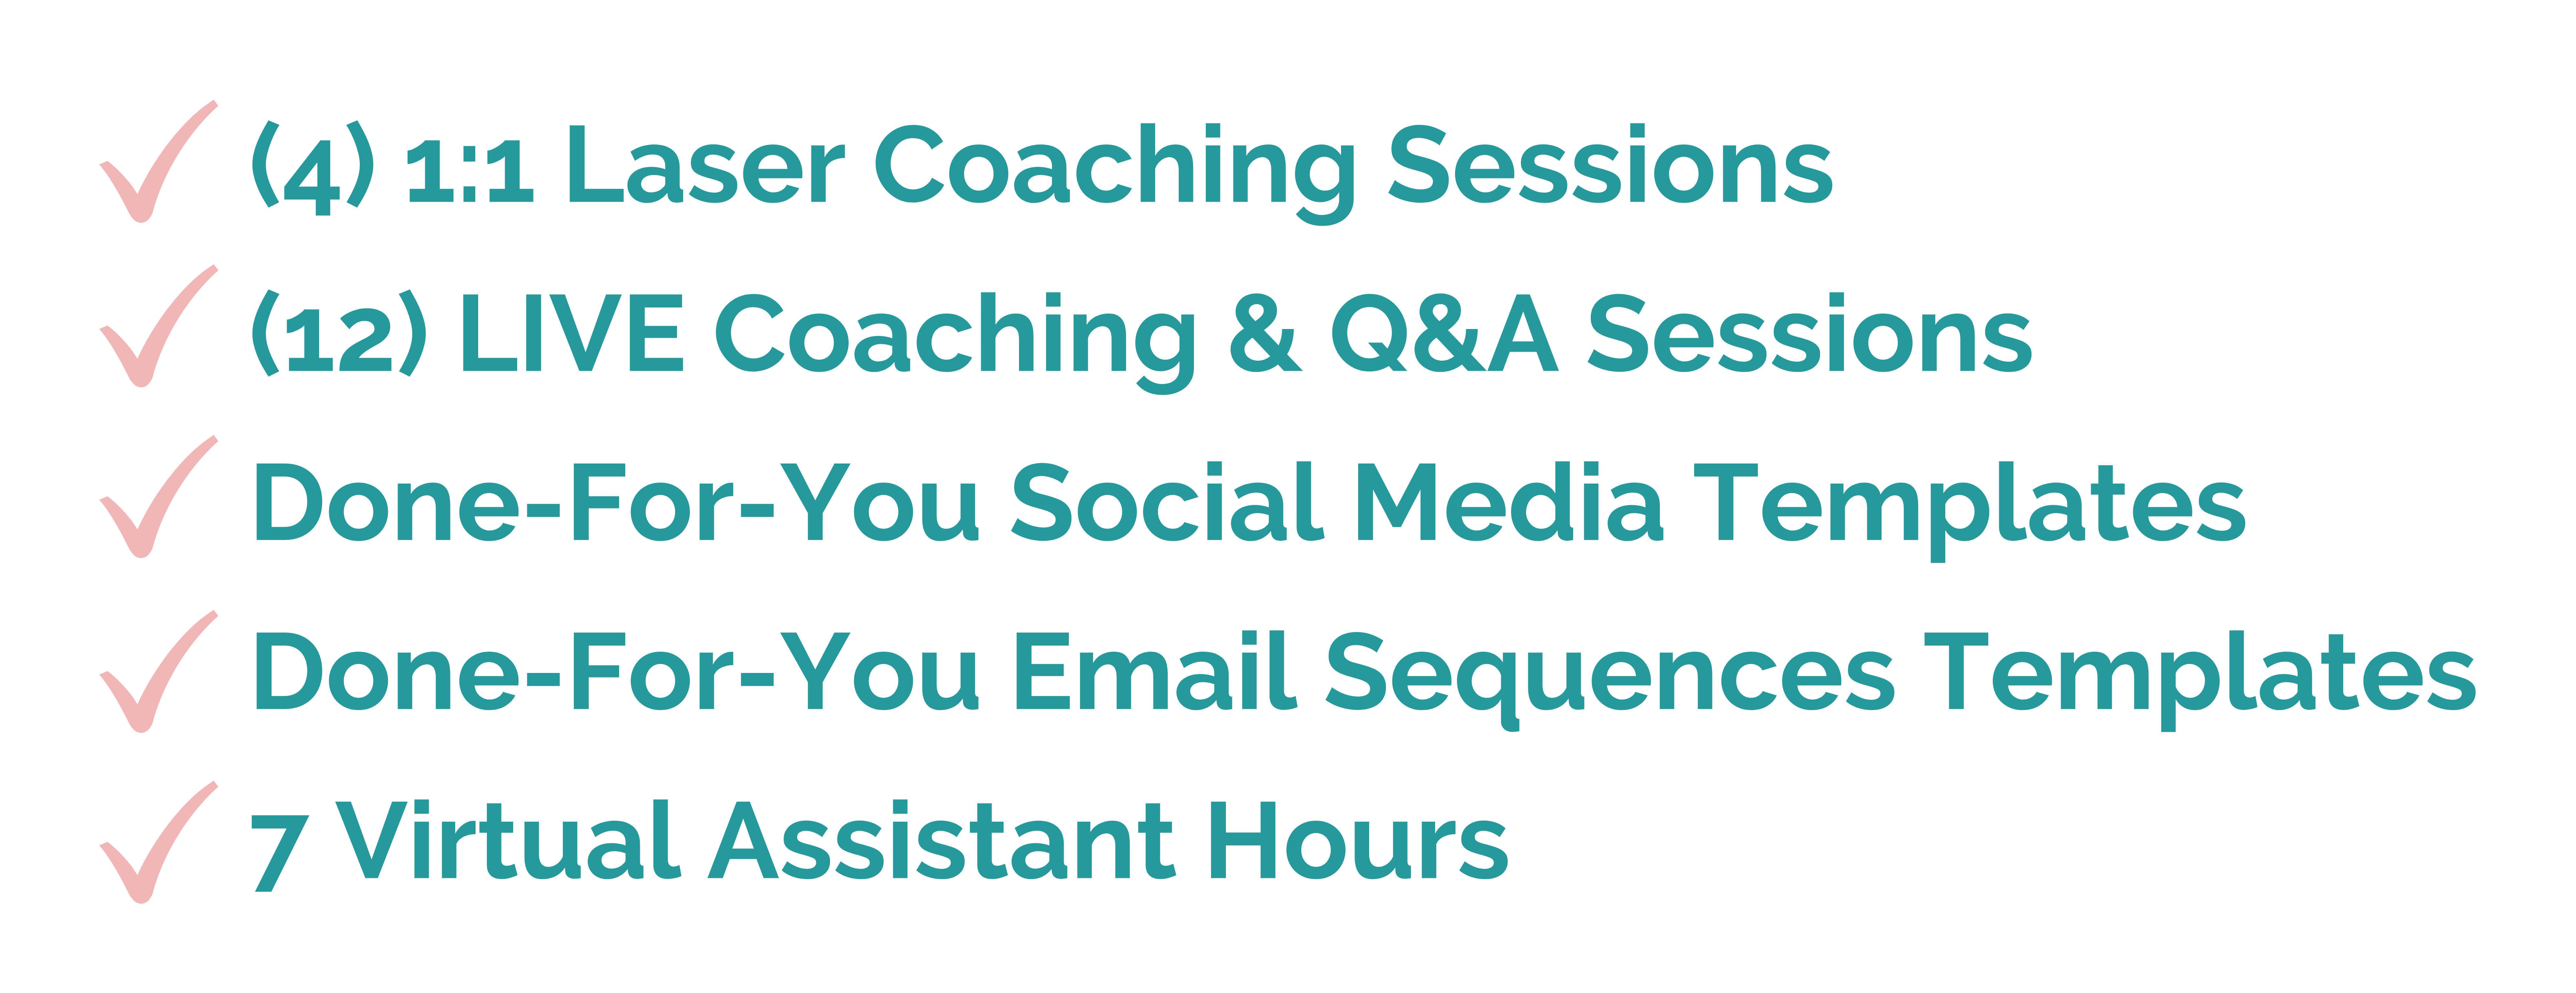 (4) 1:1 Laser Coaching Sessions
(12) LIVE Coaching & Q&A Sessions
Done-For-You Social Media Templates
Done-For-You Email Sequences Templates
7 Virtual Assistant Hours